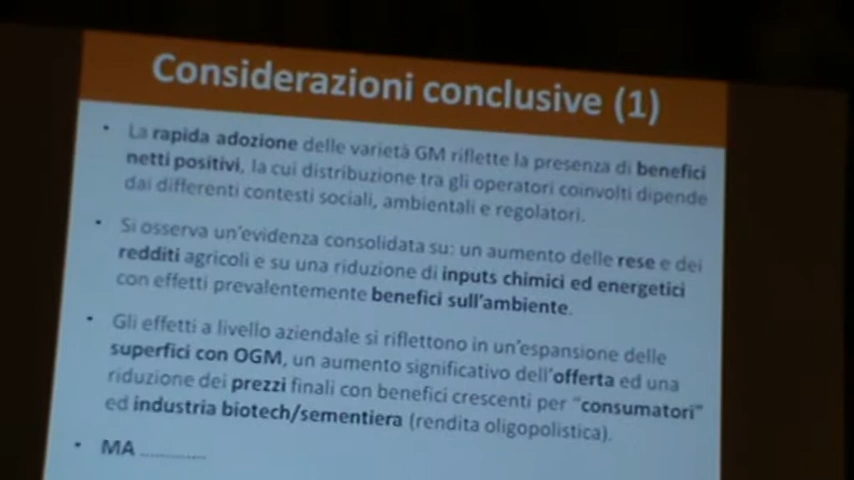 Considerazioni conclusive (1)
• La rapida adozione delle varietà GM riflette la presenza di benefici
netti positivi, la cui distribuzione tra gli operatori coinvolti dipende
dai differenti contesti sociali, ambientali e regolatori.
• Si osserva un'evidenza consolidata su: un aumento delle rese e dei
redditi agricoli e su una riduzione di inputs chimici ed energetici
con effetti prevalentemente benefici sull'ambiente.
• Gli effetti a livello aziendale si riflettono in un'espansione delle
superfici con OGM, un aumento significativo dell'offerta ed una
riduzione dei prezzi finali con benefici crescenti per "consumatori"
ed industria biotech/sementiera (rendita oligopolistica).
• MA ............